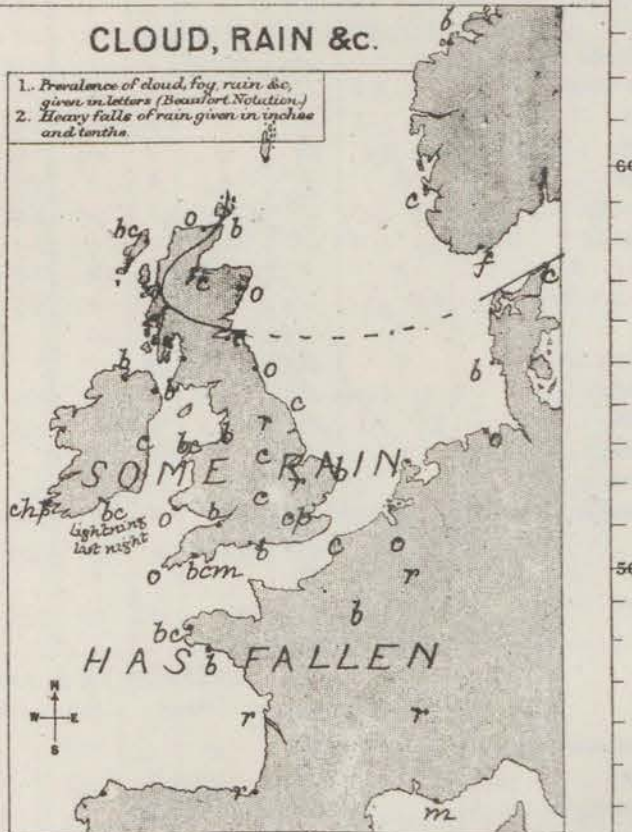 CLOUD, RAIN &c.
1. Prevalence of cloud, fog, rain &c, given in letters (Beaufort Notation.)
2. Heavy falls of rain given in inches and tenths.
b
o
b
bc
c
c
o
f
c
b
b
o
b
c
r
b
o
c
bc
c
SOME RAIN
b
c
chp
bc
o
b
cp
lightning
last night
b
c
o
o
bcm
r
b
bc
b
HAS FALLEN
N
W E
S
r
r
r
m